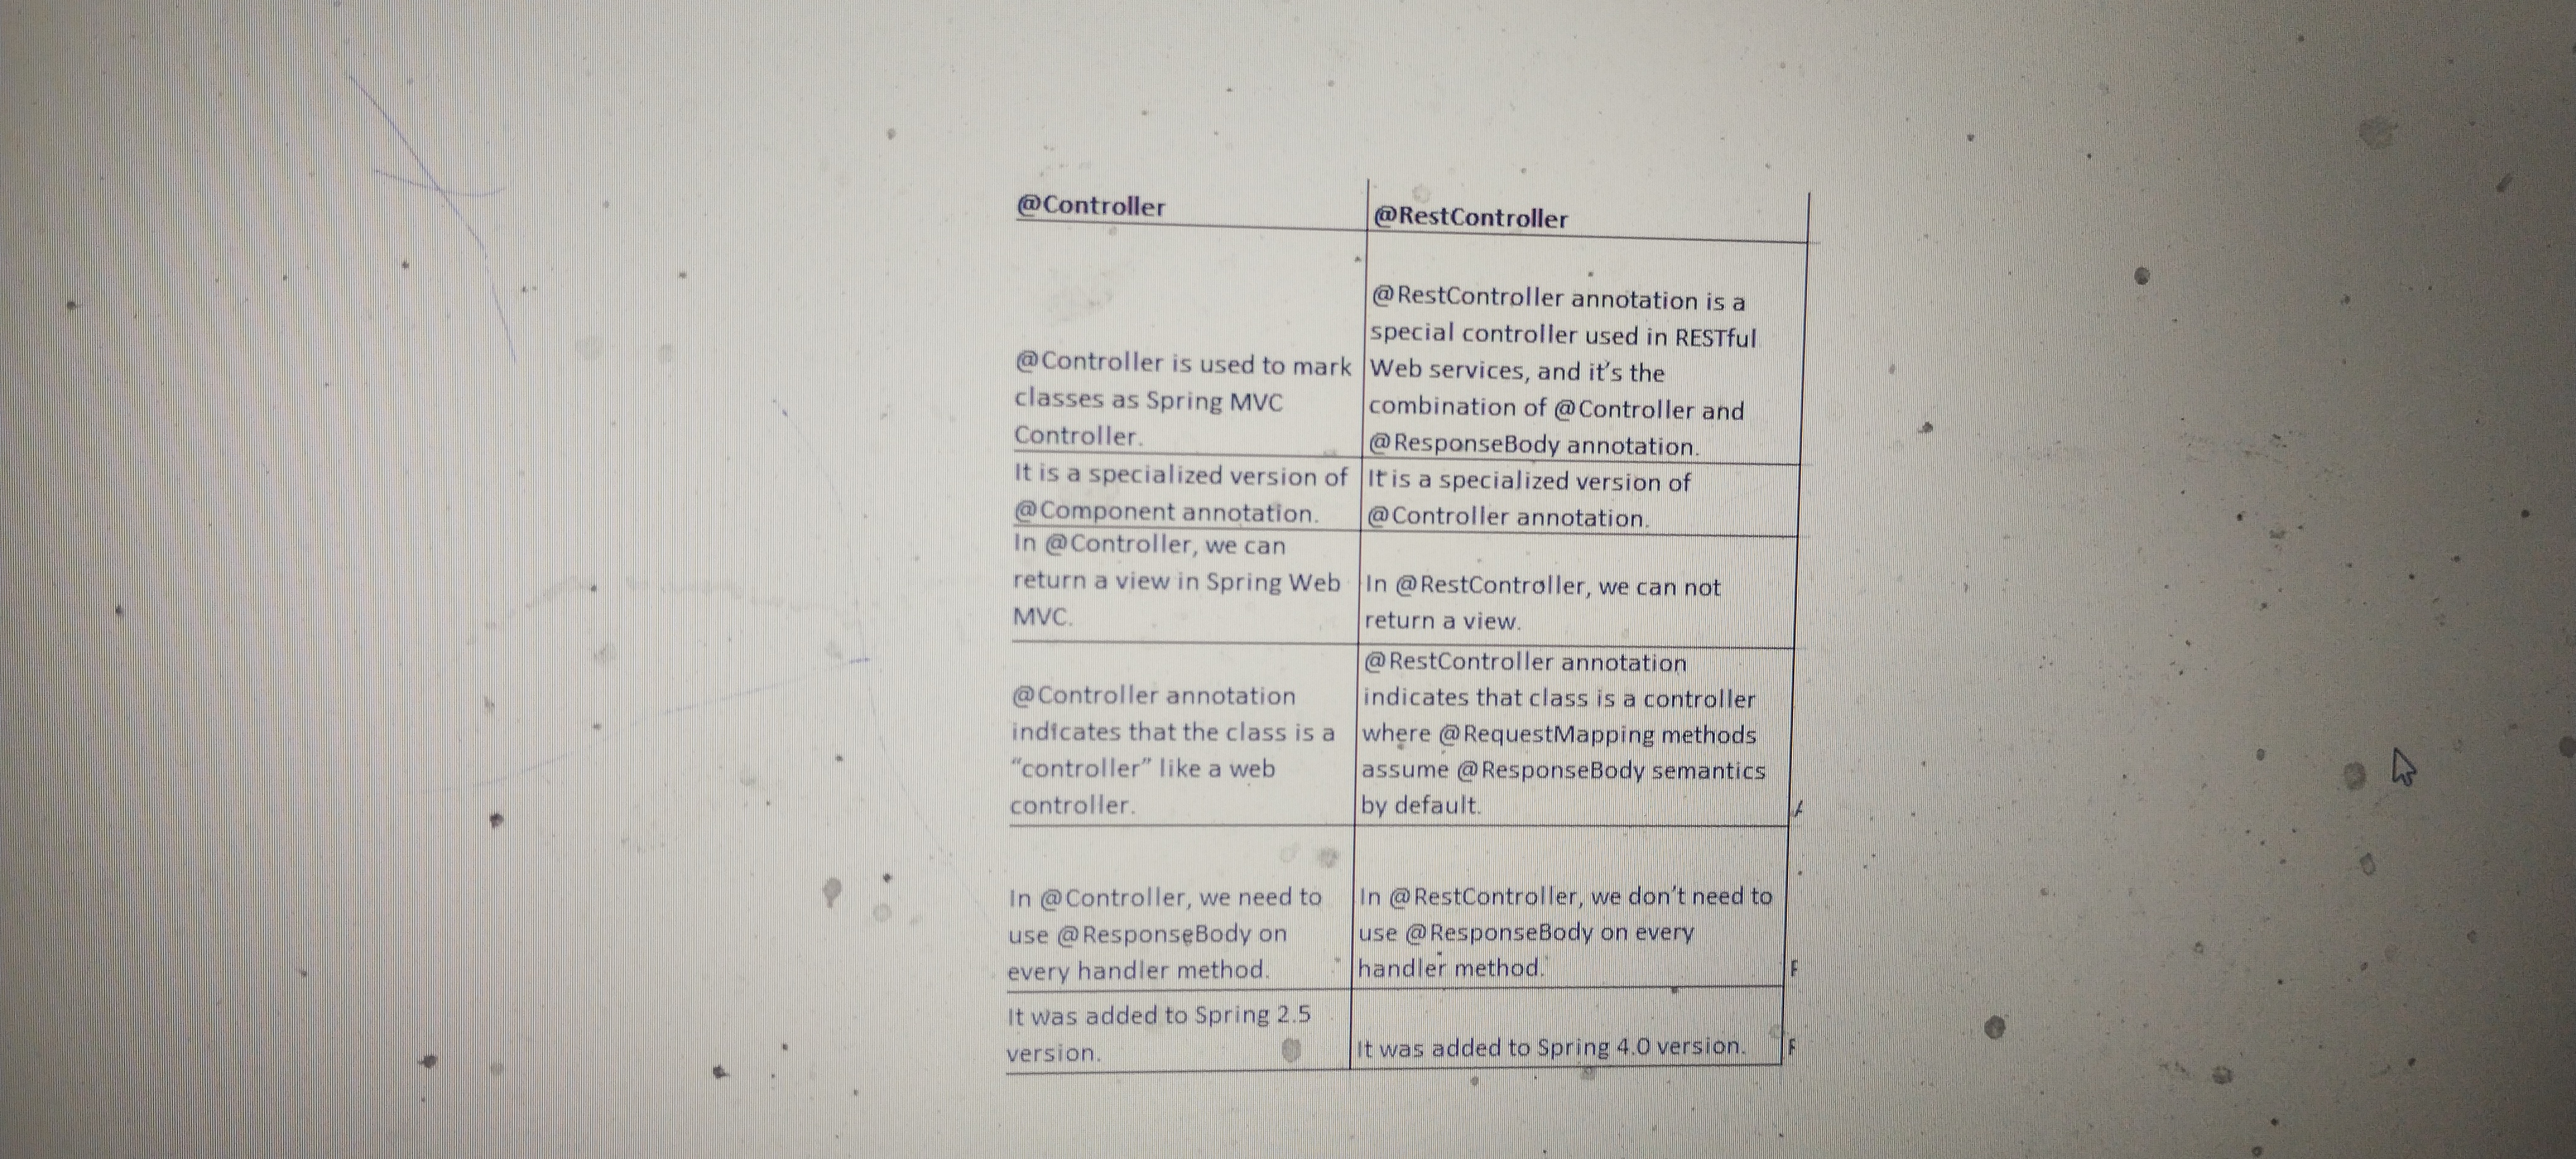 @Controller
@RestController
@Controller is used to mark
classes as Spring MVC
Controller.
@RestController annotation is a
special controller used in RESTful
Web services, and it's the
combination of @Controller and
@ResponseBody annotation.
It is a specialized version of
@Component annotation.
It is a specialized version of
@Controller annotation.
In @Controller, we can
return a view in Spring Web
MVC.
In @RestController, we can not
return a view.
@Controller annotation
indicates that the class is a
“controller” like a web
controller.
@RestController annotation
indicates that class is a controller
where @RequestMapping methods
assume @ResponseBody semantics
by default.
In @Controller, we need to
use @ResponseBody on
every handler method.
In @RestController, we don't need to
use @ResponseBody on every
handler method.
It was added to Spring 2.5
version.
It was added to Spring 4.0 version.